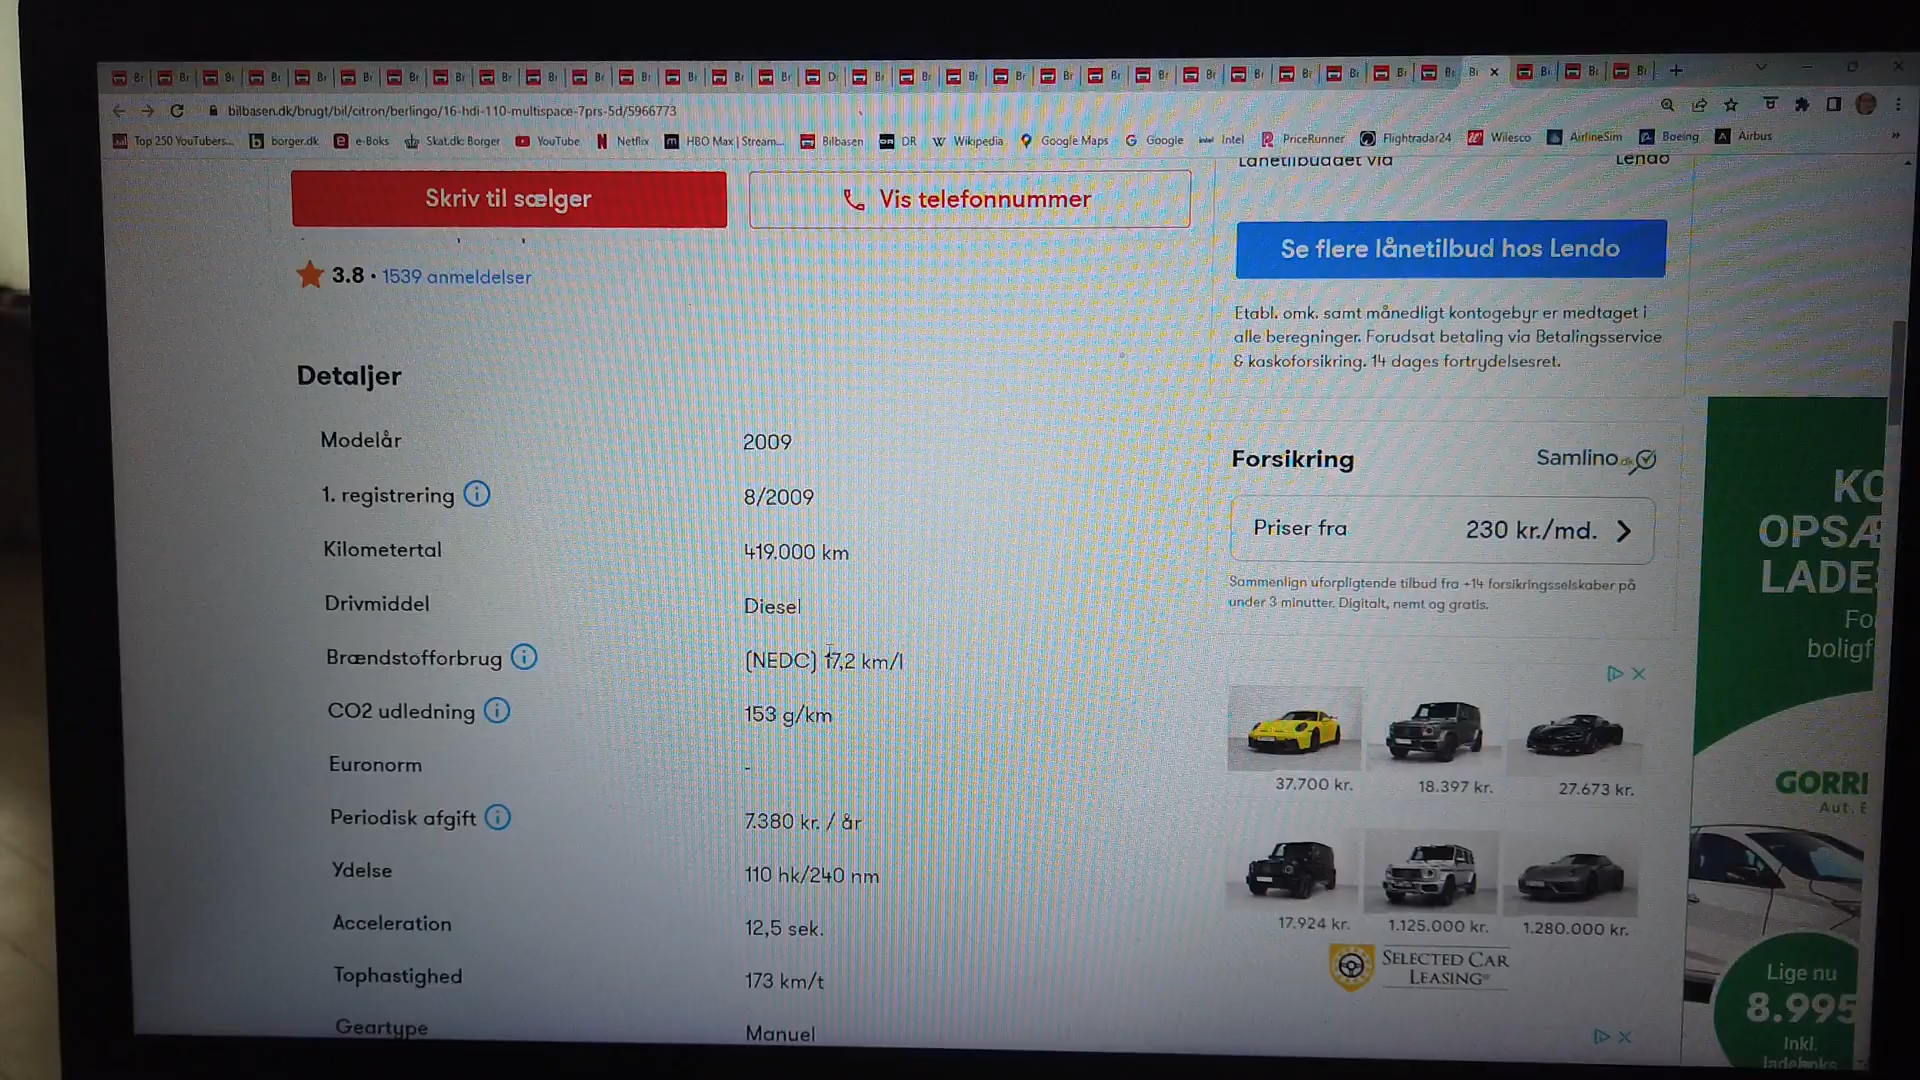 bilbasen.dk/brugt/bil/citron/berlingo/16-hdi-110-multispace-7prs-5d/5966773
Top 250 YouTubers... borger.dk e-Boks Skat.dk: Borger YouTube Netflix HBO Max | Stream... Bilbasen DR Wikipedia Google Maps Google Intel PriceRunner Flightradar24 Wilesco AirlineSim Boeing Airbus
Lånetilbuddet via Lendo
Skriv til sælger
Vis telefonnummer
Se flere lånetilbud hos Lendo
3.8 • 1539 anmeldelser
Etabl. omk. samt månedligt kontogebyr er medtaget i
alle beregninger. Forudsat betaling via Betalingsservice
& kaskoforsikring. 14 dages fortrydelsesret.
Detaljer
Modelår 2009
1. registrering 8/2009
Kilometertal 419.000 km
Drivmiddel Diesel
Brændstofforbrug (NEDC) 17,2 km/l
CO2 udledning 153 g/km
Euronorm -
Periodisk afgift 7.380 kr. / år
Ydelse 110 hk/240 nm
Acceleration 12,5 sek.
Tophastighed 173 km/t
Geartype Manuel
Forsikring Samlino.dk
Priser fra 230 kr./md.
Sammenlign uforpligtende tilbud fra +14 forsikringsselskaber på
under 3 minutter. Digitalt, nemt og gratis.
37.700 kr. 18.397 kr. 27.673 kr.
17.924 kr. 1.125.000 kr. 1.280.000 kr.
SELECTED CAR
LEASING
KO
OPSÆ
LADE
Fo
boligf
GORRI
Aut. E
Lige nu
8.995
Inkl.
ladeboks